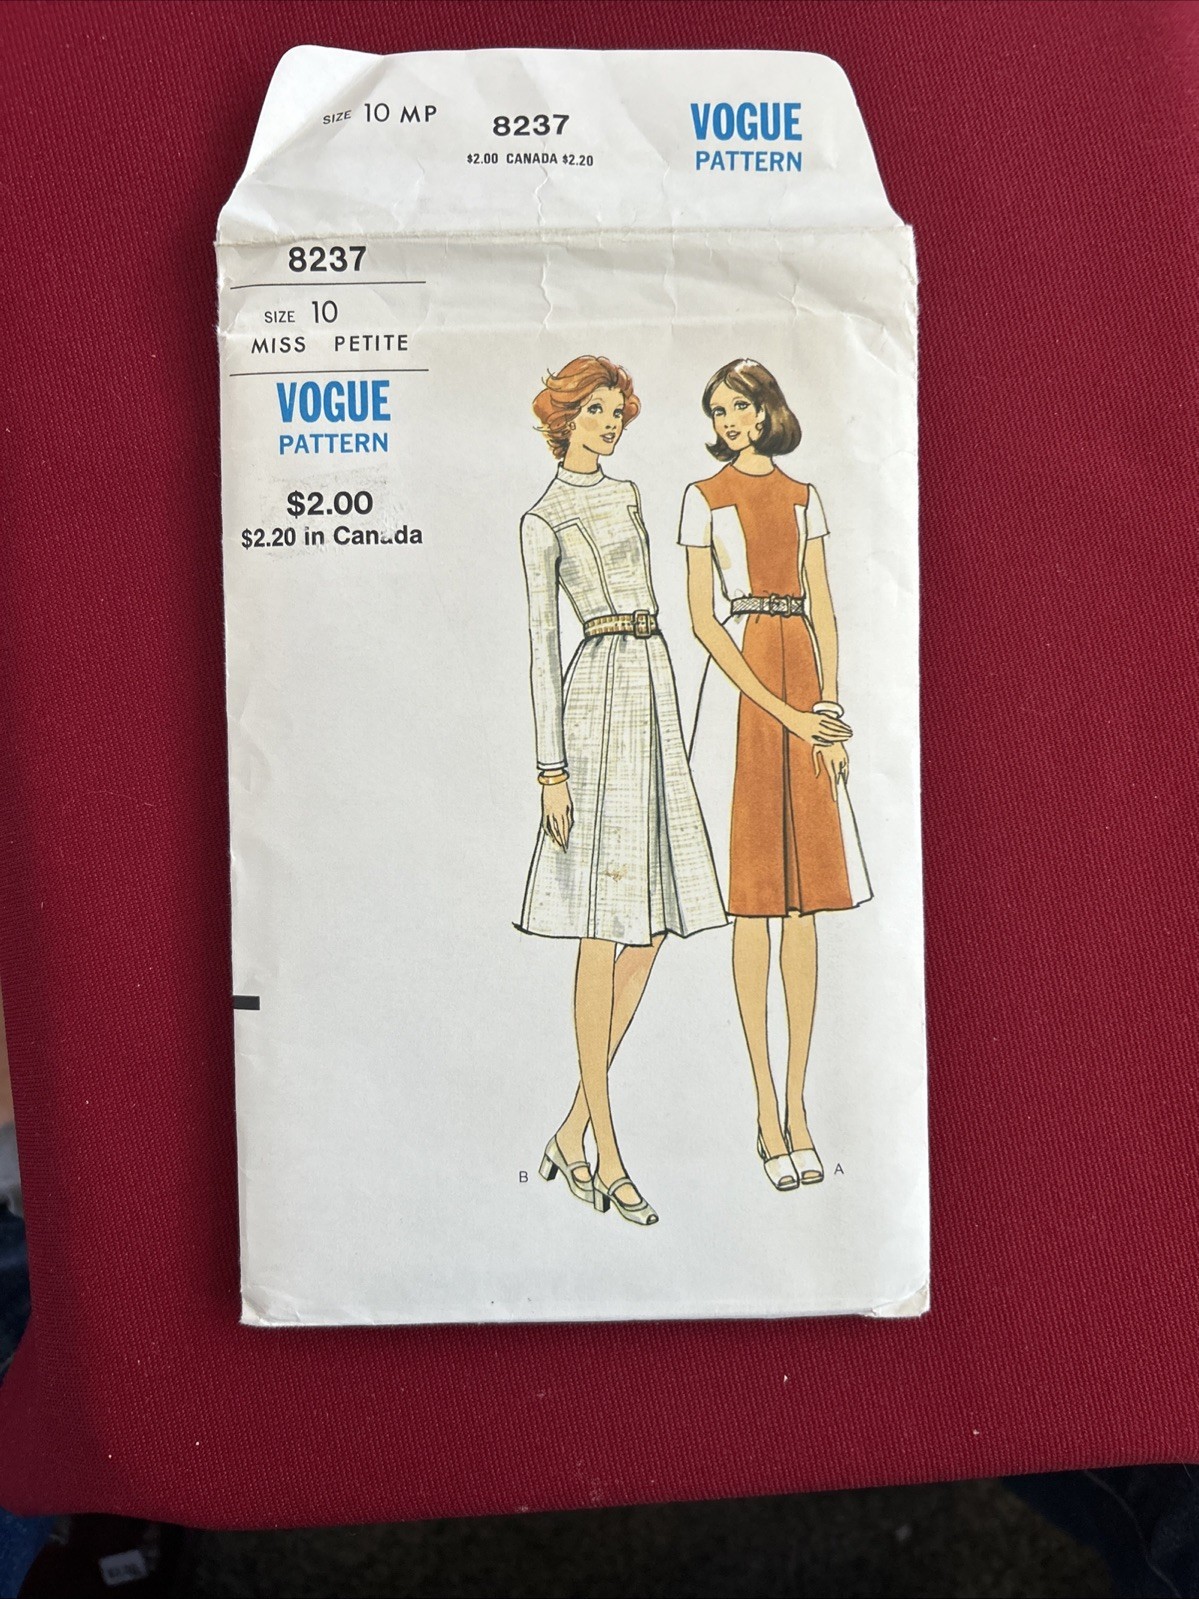 SIZE 10 MP
8237
$2.00 CANADA $2.20
VOGUE
PATTERN
8237
SIZE 10
MISS PETITE
VOGUE
PATTERN
$2.00
$2.20 in Canada
B
A